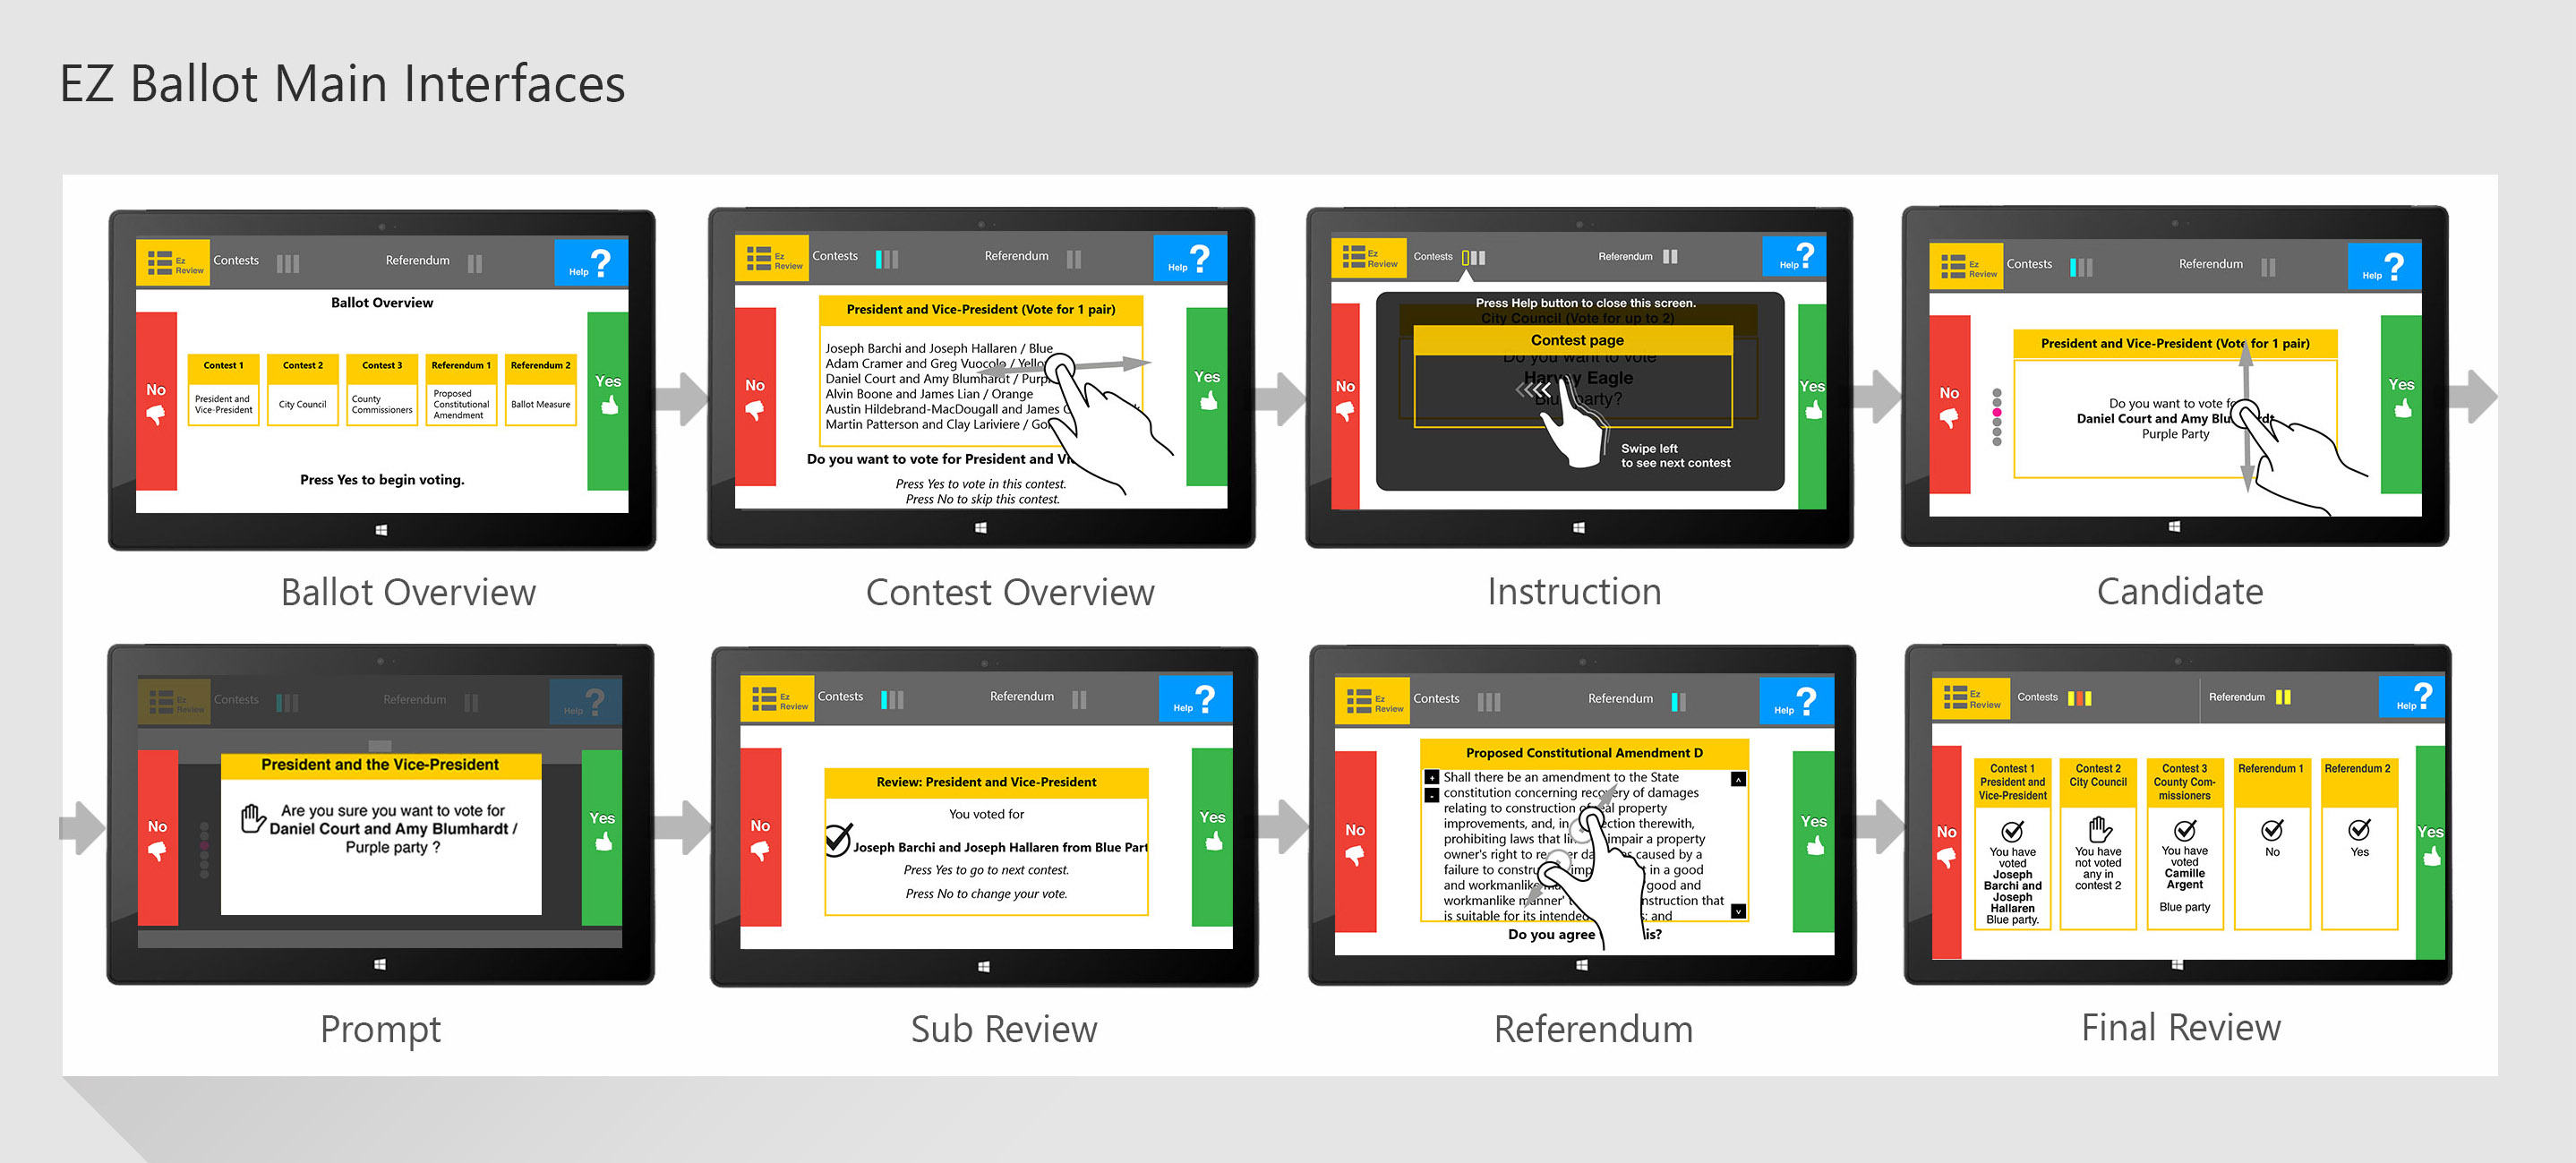 EZ Ballot Main Interfaces
Ez
Review
Contests
Referendum
Help ?
Ballot Overview
No
Contest 1
President and
Vice-President
Contest 2
City Council
Contest 3
County
Commissioners
Referendum 1
Proposed
Constitutional
Amendment
Referendum 2
Ballot Measure
Yes
Press Yes to begin voting.
Ballot Overview
Ez
Review
Contests
Referendum
Help ?
No
President and Vice-President (Vote for 1 pair)
Joseph Barchi and Joseph Hallaren / Blue
Adam Cramer and Greg Vuocolo / Yellow
Daniel Court and Amy Blumhardt / Purp
Alvin Boone and James Lian / Orange
Austin Hildebrand-MacDougall and James
Martin Patterson and Clay Lariviere / Go
Do you want to vote for President and Vi
Press Yes to vote in this contest.
Press No to skip this contest.
Yes
Contest Overview
Ez
Review
Contests
Referendum
Help ?
No
Press Help button to close this screen.
City Council (Vote for up to 2)
Contest page
Do you want to vote
Harvey Eagle
Blue party?
Swipe left
to see next contest
Yes
Instruction
Ez
Review
Contests
Referendum
Help ?
No
President and Vice-President (Vote for 1 pair)
Do you want to vote fo
Daniel Court and Amy Blumhardt
Purple Party
Yes
Candidate
Ez
Review
Contests
Referendum
Help ?
No
President and the Vice-President
Are you sure you want to vote for
Daniel Court and Amy Blumhardt /
Purple party ?
Yes
Prompt
Ez
Review
Contests
Referendum
Help ?
No
Review: President and Vice-President
You voted for
Joseph Barchi and Joseph Hallaren from Blue Part
Press Yes to go to next contest.
Press No to change your vote.
Yes
Sub Review
Ez
Review
Contests
Referendum
Help ?
No
Proposed Constitutional Amendment D
+
-
^
v
Shall there be an amendment to the State
constitution concerning recovery of damages
relating to construction of real property
improvements, and, in connection therewith,
prohibiting laws that li impair a property
owner's right to recover damages caused by a
failure to constru imp in a good
and workmanlike good and
workmanlike manner' construction that
is suitable for its intended and
Do you agree is?
Yes
Referendum
Ez
Review
Contests
Referendum
Help ?
No
Contest 1
President and
Vice-President
You have
voted
Joseph
Barchi and
Joseph
Hallaren
Blue party.
Contest 2
City Council
You have
not voted
any in
contest 2
Contest 3
County Com-
missioners
You have
voted
Camille
Argent
Blue party
Referendum 1
No
Referendum 2
Yes
Yes
Final Review